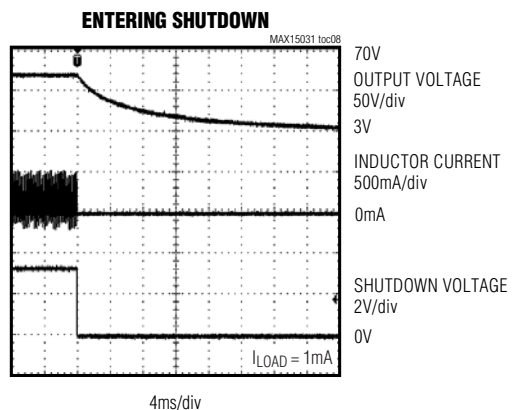 ENTERING SHUTDOWN
MAX15031 toc08
T
70V
OUTPUT VOLTAGE
50V/div
3V
INDUCTOR CURRENT
500mA/div
0mA
SHUTDOWN VOLTAGE
2V/div
0V
ILOAD = 1mA
4ms/div